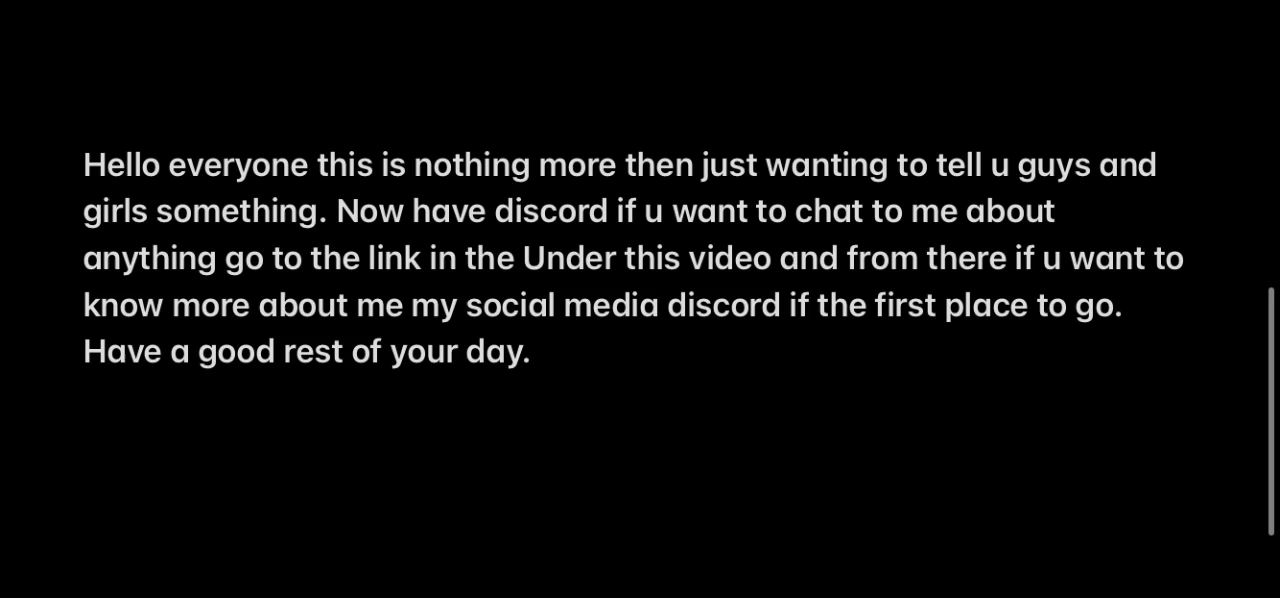 Hello everyone this is nothing more then just wanting to tell u guys and
girls something. Now have discord if u want to chat to me about
anything go to the link in the Under this video and from there if u want to
know more about me my social media discord if the first place to go.
Have a good rest of your day.